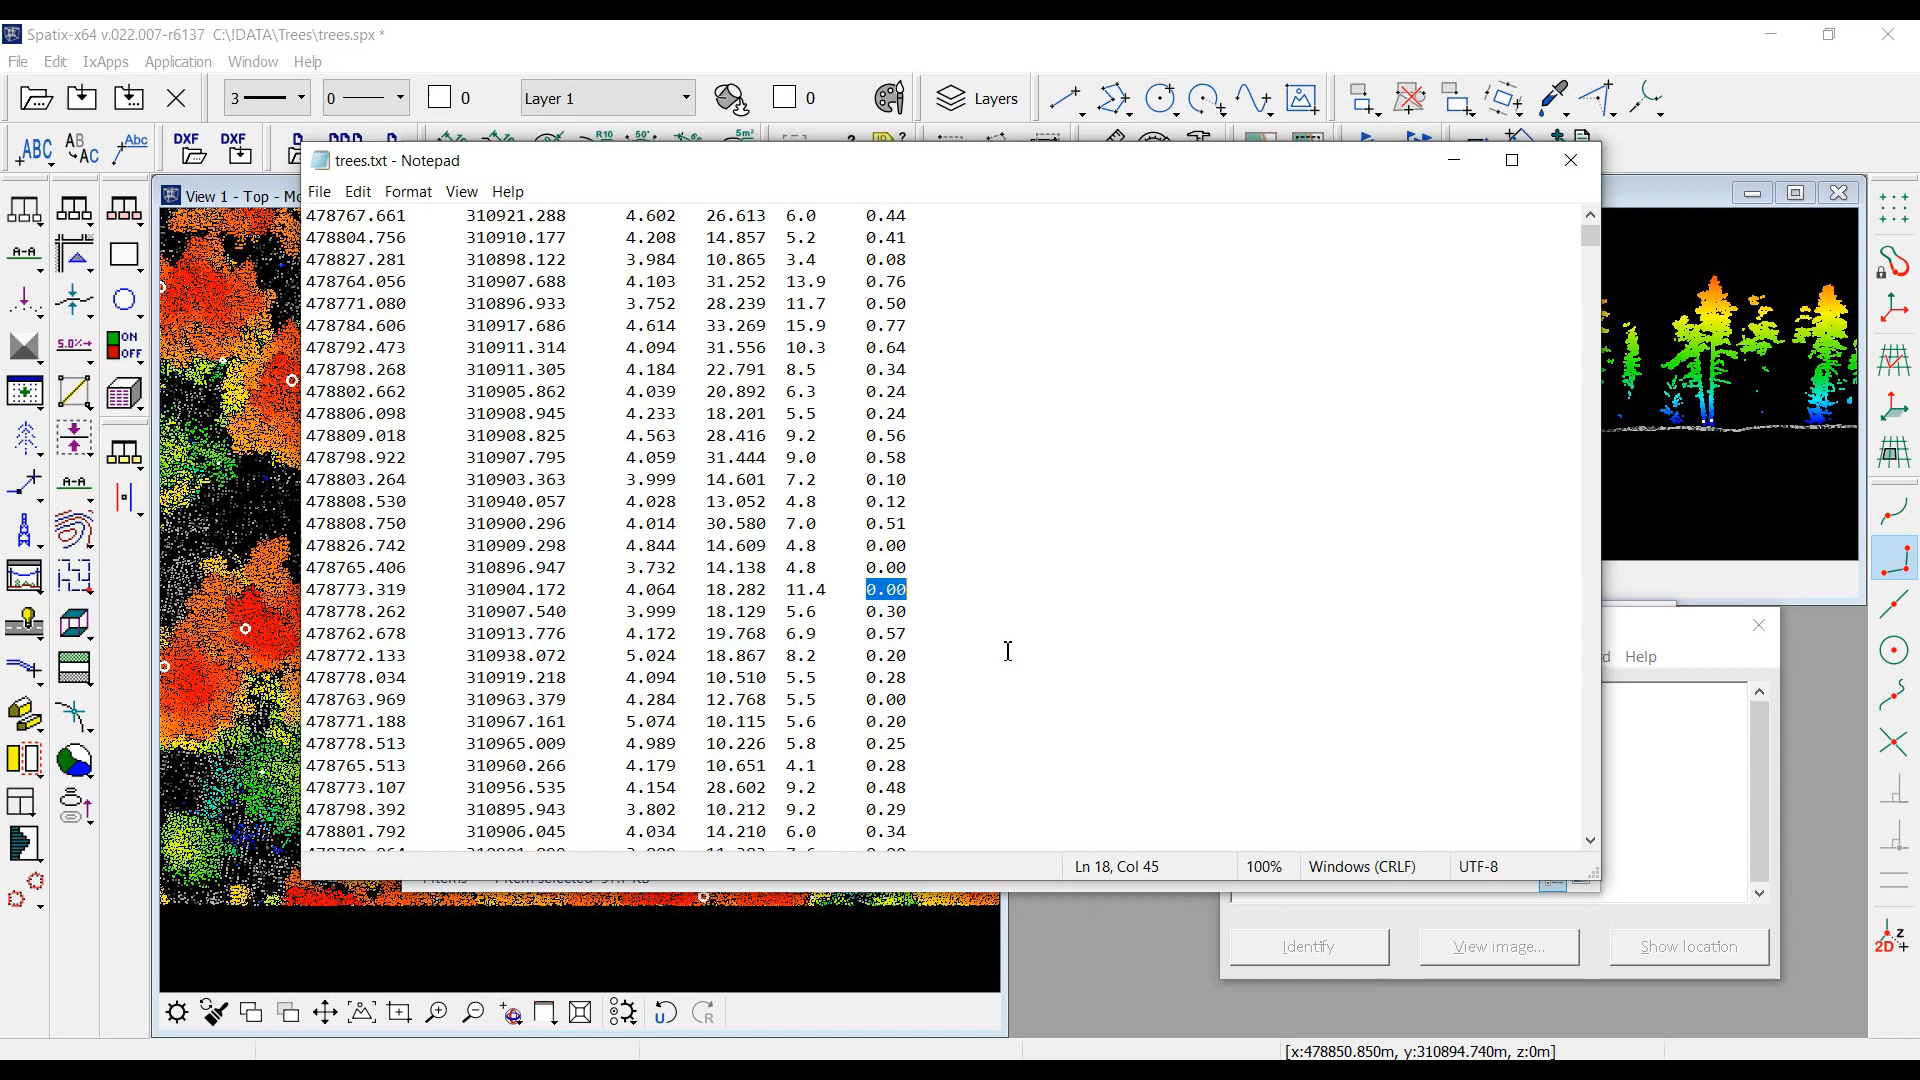 Spatix-x64 v.022.007-r6137 C:\!DATA\Trees\trees.spx *
File Edit IxApps Application Window Help
3 0 0 Layer 1 0 Layers
ABC AB AC Abc DXF DXF R10 50° 5m²
trees.txt - Notepad
View 1 - Top - Mo
File Edit Format View Help
478767.661 310921.288 4.602 26.613 6.0 0.44
478804.756 310910.177 4.208 14.857 5.2 0.41
478827.281 310898.122 3.984 10.865 3.4 0.08
478764.056 310907.688 4.103 31.252 13.9 0.76
478771.080 310896.933 3.752 28.239 11.7 0.50
478784.606 310917.686 4.614 33.269 15.9 0.77
478792.473 310911.314 4.094 31.556 10.3 0.64
478798.268 310911.305 4.184 22.791 8.5 0.34
478802.662 310905.862 4.039 20.892 6.3 0.24
478806.098 310908.945 4.233 18.201 5.5 0.24
478809.018 310908.825 4.563 28.416 9.2 0.56
478798.922 310907.795 4.059 31.444 9.0 0.58
478803.264 310903.363 3.999 14.601 7.2 0.10
478808.530 310940.057 4.028 13.052 4.8 0.12
478808.750 310900.296 4.014 30.580 7.0 0.51
478826.742 310909.298 4.844 14.609 4.8 0.00
478765.406 310896.947 3.732 14.138 4.8 0.00
478773.319 310904.172 4.064 18.282 11.4 0.00
478778.262 310907.540 3.999 18.129 5.6 0.30
478762.678 310913.776 4.172 19.768 6.9 0.57
478772.133 310938.072 5.024 18.867 8.2 0.20
478778.034 310919.218 4.094 10.510 5.5 0.28
478763.969 310963.379 4.284 12.768 5.5 0.00
478771.188 310967.161 5.074 10.115 5.6 0.20
478778.513 310965.009 4.989 10.226 5.8 0.25
478765.513 310960.266 4.179 10.651 4.1 0.28
478773.107 310956.535 4.154 28.602 9.2 0.48
478798.392 310895.943 3.802 10.212 9.2 0.29
478801.792 310906.045 4.034 14.210 6.0 0.34
Ln 18, Col 45 100% Windows (CRLF) UTF-8
A-A
5.0%
ON
OFF
A-A
d Help
Identify View image... Show location
2D
Z
U
R
[x:478850.850m, y:310894.740m, z:0m]